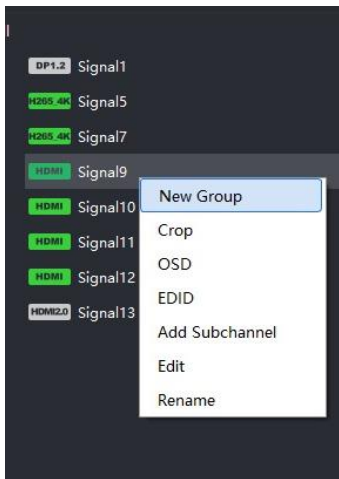 DP1.2 Signal1
H265_4K Signal5
H265_4K Signal7
HDMI Signal9
HDMI Signal10
HDMI Signal11
HDMI Signal12
HDMI2.0 Signal13
New Group
Crop
OSD
EDID
Add Subchannel
Edit
Rename